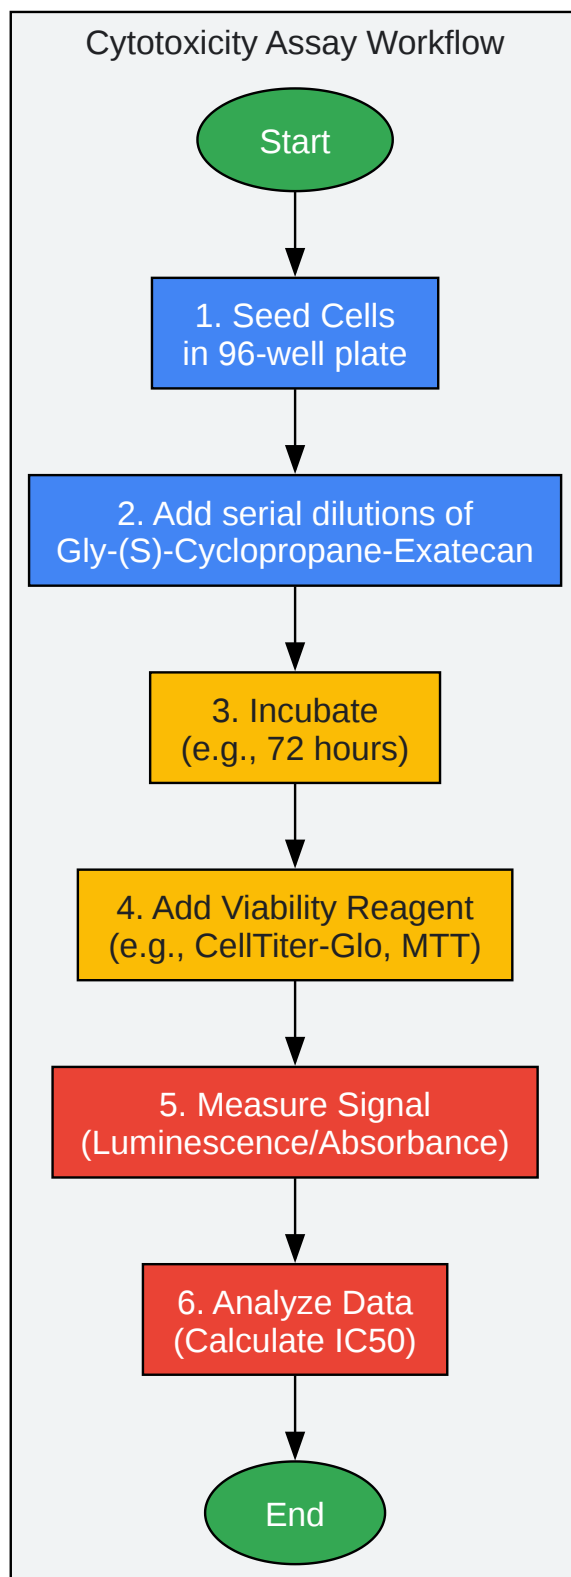 Cytotoxicity Assay Workflow
Start
1. Seed Cells
in 96-well plate
2. Add serial dilutions of
Gly-(S)-Cyclopropane-Exatecan
3. Incubate
(e.g., 72 hours)
4. Add Viability Reagent
(e.g., CellTiter-Glo, MTT)
5. Measure Signal
(Luminescence/Absorbance)
6. Analyze Data
(Calculate IC50)
End